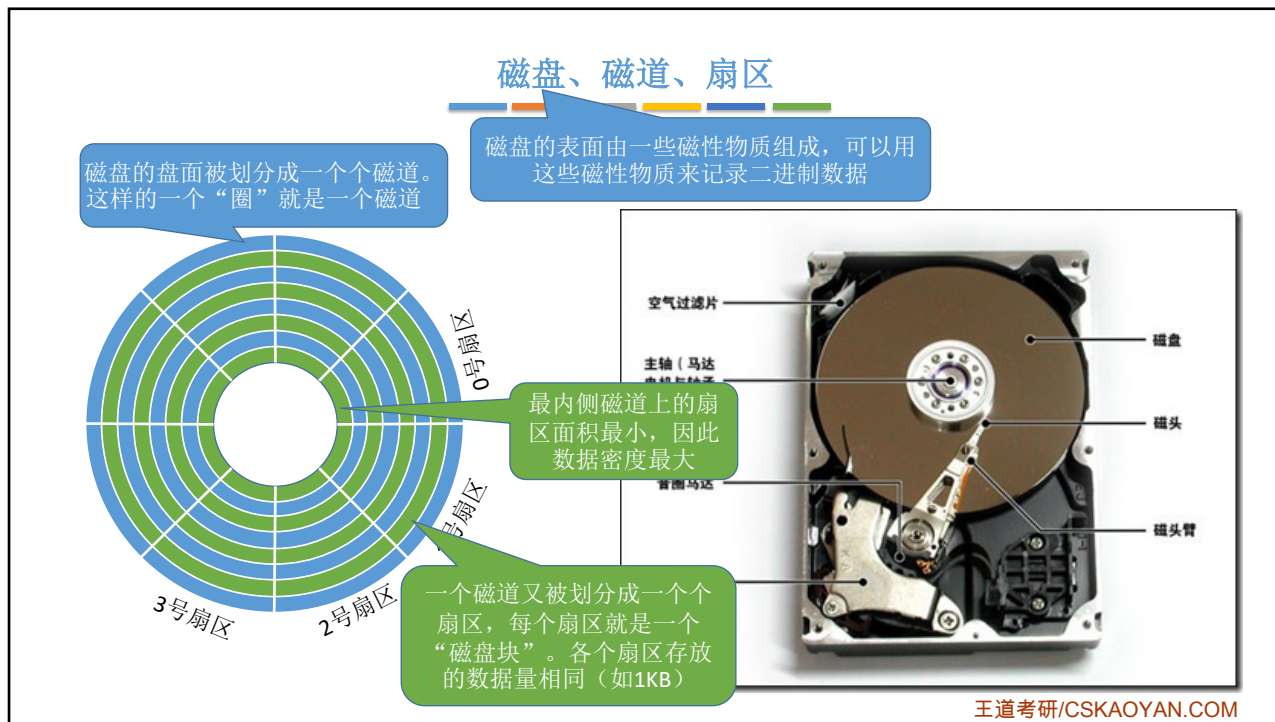 磁盘、磁道、扇区
磁盘的表面由一些磁性物质组成，可以用
这些磁性物质来记录二进制数据
磁盘的盘面被划分成一个个磁道。
这样的一个“圈”就是一个磁道
0号扇区
号扇区
2号扇区
3号扇区
最内侧磁道上的扇
区面积最小，因此
数据密度最大
一个磁道又被划分成一个个
扇区，每个扇区就是一个
“磁盘块”。各个扇区存放
的数据量相同（如1KB）
空气过滤片
主轴（马达
音圈马达
磁盘
磁头
磁头臂
王道考研/CSKAOYAN.COM